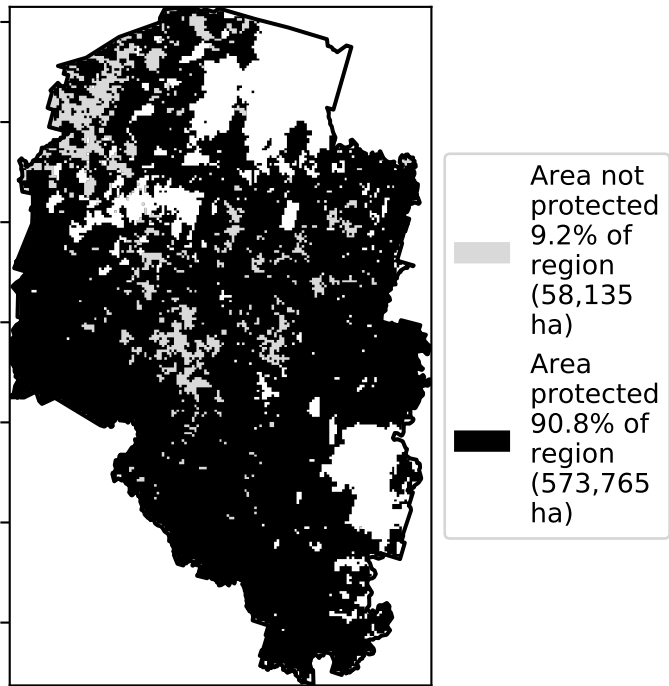 Area not
protected
9.2% of
region
(58,135
ha)
Area
protected
90.8% of
region
(573,765
ha)